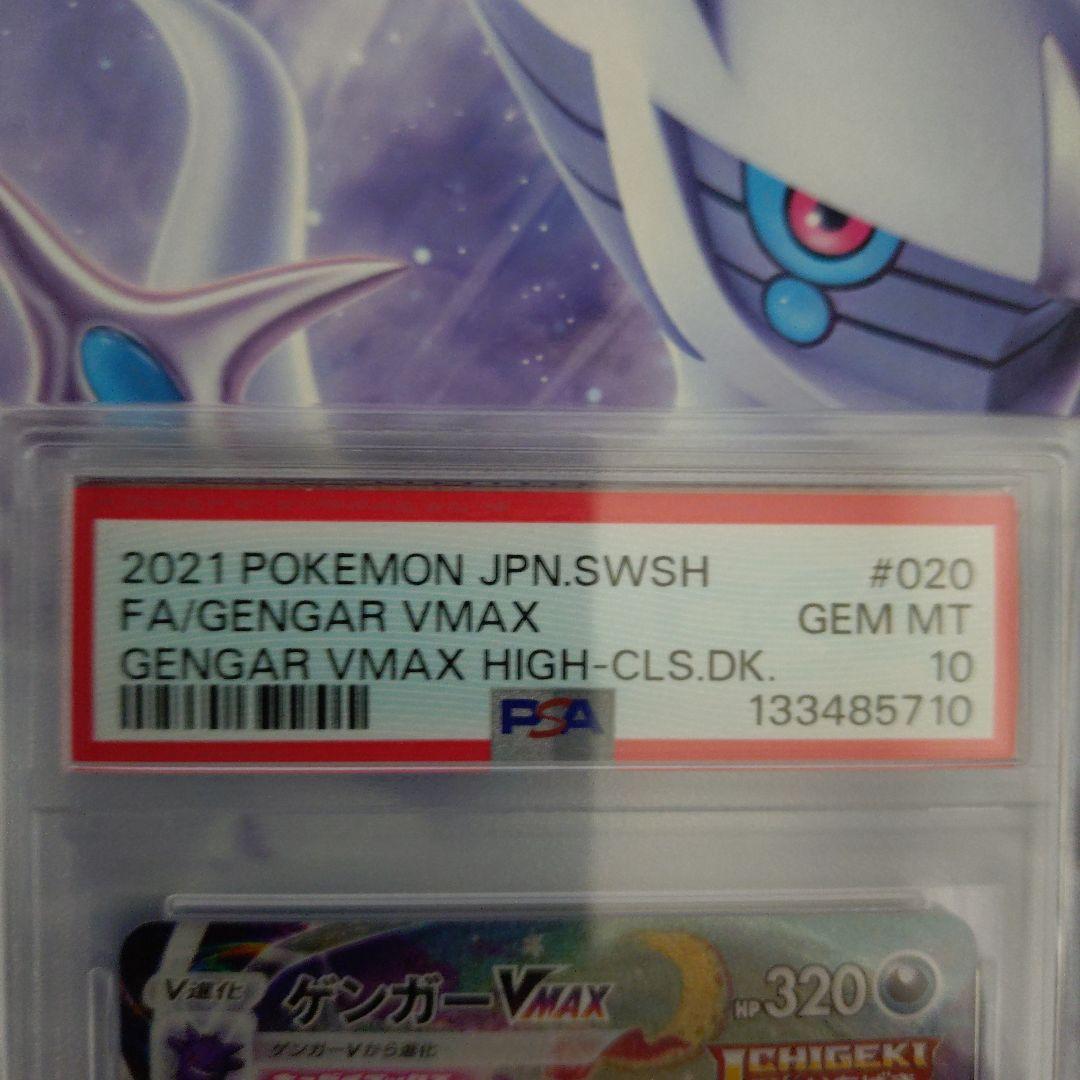 2021 POKEMON JPN.SWSH #020
FA/GENGAR VMAX GEM MT
GENGAR VMAX HIGH-CLS.DK. 10
PSA 133485710
V進化 ゲンガーVMAX HP320
ゲンガーVから進化
ICHIGEKI